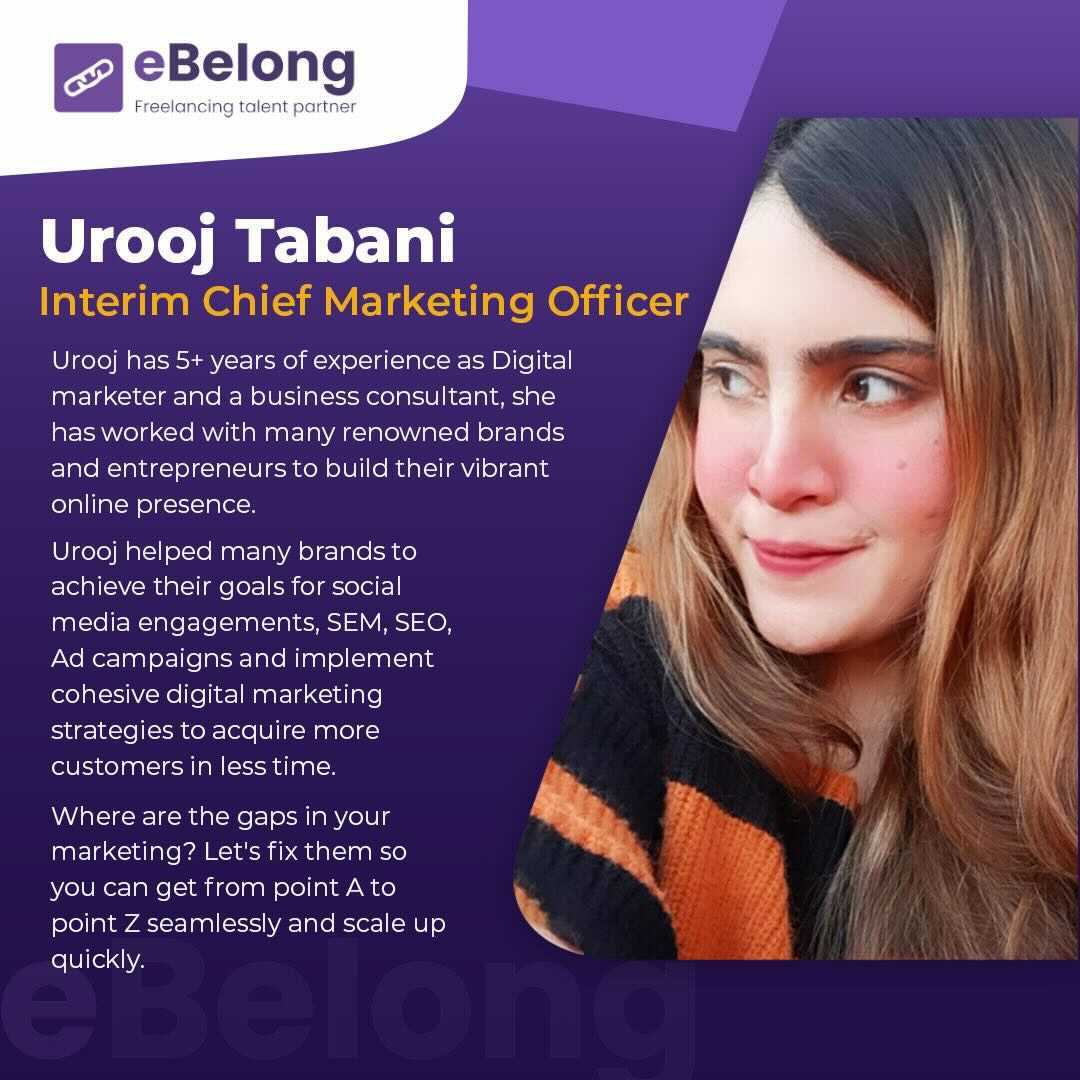 eBelong
Freelancing talent partner
Urooj Tabani
Interim Chief Marketing Officer
Urooj has 5+ years of experience as Digital
marketer and a business consultant, she
has worked with many renowned brands
and entrepreneurs to build their vibrant
online presence.
Urooj helped many brands to
achieve their goals for social
media engagements, SEM, SEO,
Ad campaigns and implement
cohesive digital marketing
strategies to acquire more
customers in less time.
Where are the gaps in your
marketing? Let's fix them so
you can get from point A to
point Z seamlessly and scale up
quickly.
eBelong